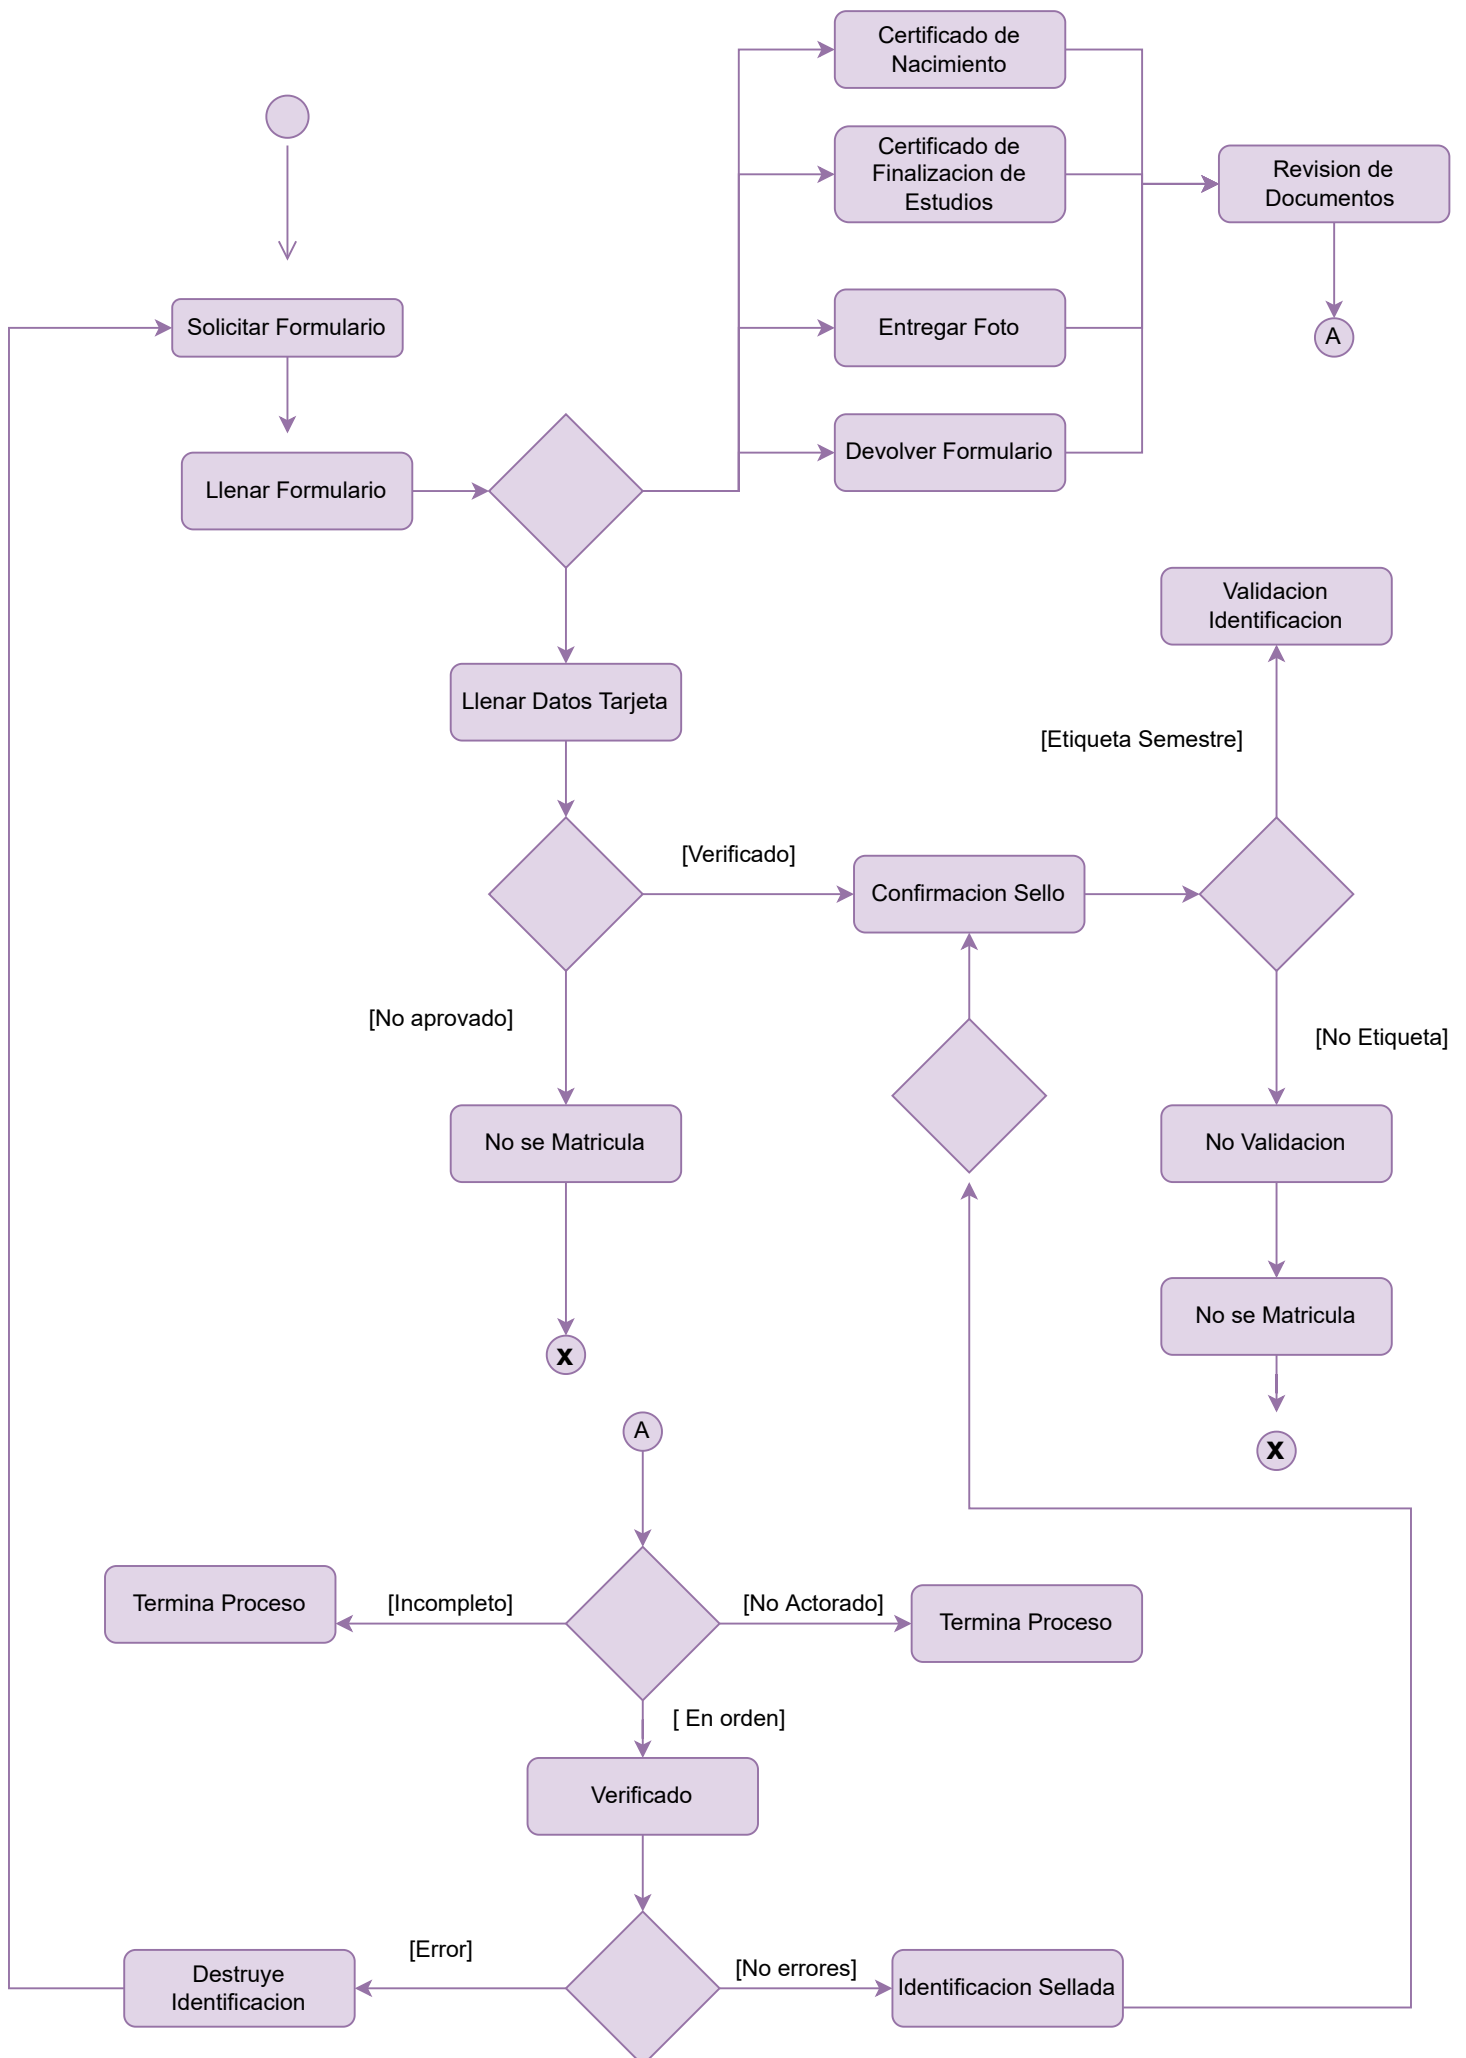 Certificado de
Nacimiento
Certificado de
Finalizacion de
Estudios
Revision de
Documentos
Solicitar Formulario
Entregar Foto
A
Llenar Formulario
Devolver Formulario
Validacion
Identificacion
Llenar Datos Tarjeta
[Etiqueta Semestre]
[Verificado]
Confirmacion Sello
[No aprovado]
[No Etiqueta]
No se Matricula
No Validacion
No se Matricula
x
A
x
Termina Proceso
[Incompleto]
[No Actorado]
Termina Proceso
[ En orden]
Verificado
[Error]
[No errores]
Destruye
Identificacion
Identificacion Sellada